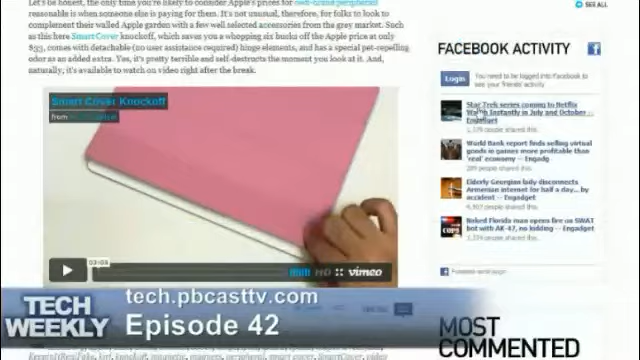 Let's be honest, the only time you're likely to consider Apple's prices for own-brand peripherals
reasonable is when someone else is paying for them. It's not unusual, therefore, for folks to look to
complement their walled Apple garden with a few well selected accessories from the grey market. Such
as this here Smart Cover knockoff, which saves you a whopping six bucks off the Apple price at only
$33, comes with detachable (no user assistance required) hinge elements, and has a special pet-repelling
odor as an added extra. Yes, it's pretty terrible and self-destructs the moment you look at it. And,
naturally, it's available to watch on video right after the break.
Smart Cover Knockoff
from
03:03
HD
vimeo
SEE ALL
FACEBOOK ACTIVITY
Login
You need to be logged into Facebook to
see your friends' activity
Star Trek series coming to Netflix
Watch Instantly in July and October --
Engadget
people shared this.
World Bank report finds selling virtual
goods in games more profitable than
'real' economy -- Engadg
people shared this.
Elderly Georgian lady disconnects
Armenian internet for half a day... by
accident -- Engadget
people shared this.
Naked Florida man opens fire on SWAT
bot with AK-47, no kidding -- Engadget
people shared this.
Facebook social plugin
MOST
COMMENTED
TECH
WEEKLY
tech.pbcasttv.com
Episode 42
knockoff, magnetic, magnets, peripheral, smart cover, SmartCover, video